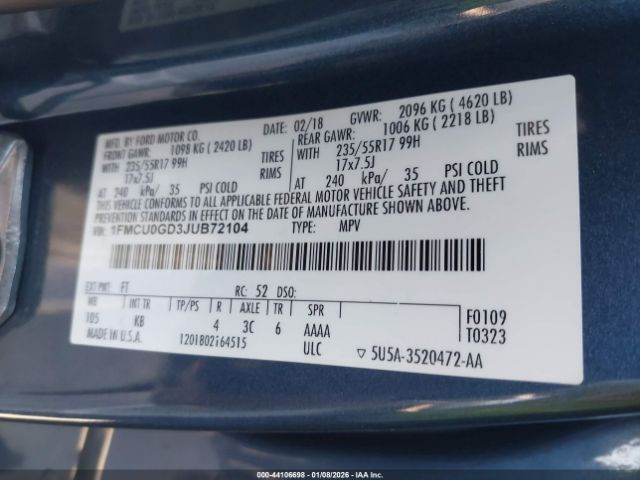 MFD. BY FORD MOTOR CO.
DATE: 02/18 GVWR: 2096 KG ( 4620 LB)
FRONT GAWR: 1098 KG ( 2420 LB)
REAR GAWR: 1006 KG ( 2218 LB)
WITH 235/55R17 99H TIRES
WITH 235/55R17 99H TIRES
17x7.5J RIMS
17x7.5J RIMS
AT 240 kPa/ 35 PSI COLD
AT 240 kPa/ 35 PSI COLD
THIS VEHICLE CONFORMS TO ALL APPLICABLE FEDERAL MOTOR VEHICLE SAFETY AND THEFT
PREVENTION STANDARDS IN EFFECT ON THE DATE OF MANUFACTURE SHOWN ABOVE.
VIN: 1FMCU0GD3JUB72104 TYPE: MPV
EXT PNT: FT RC: 52 DSO:
WB INT TR TP/PS R AXLE TR SPR
105 KB 4 3C 6 AAAA
F0109
T0323
MADE IN U.S.A. ULC
▽ 5U5A-3520472-AA
000-44106698 - 01/08/2026 - IAAI.com